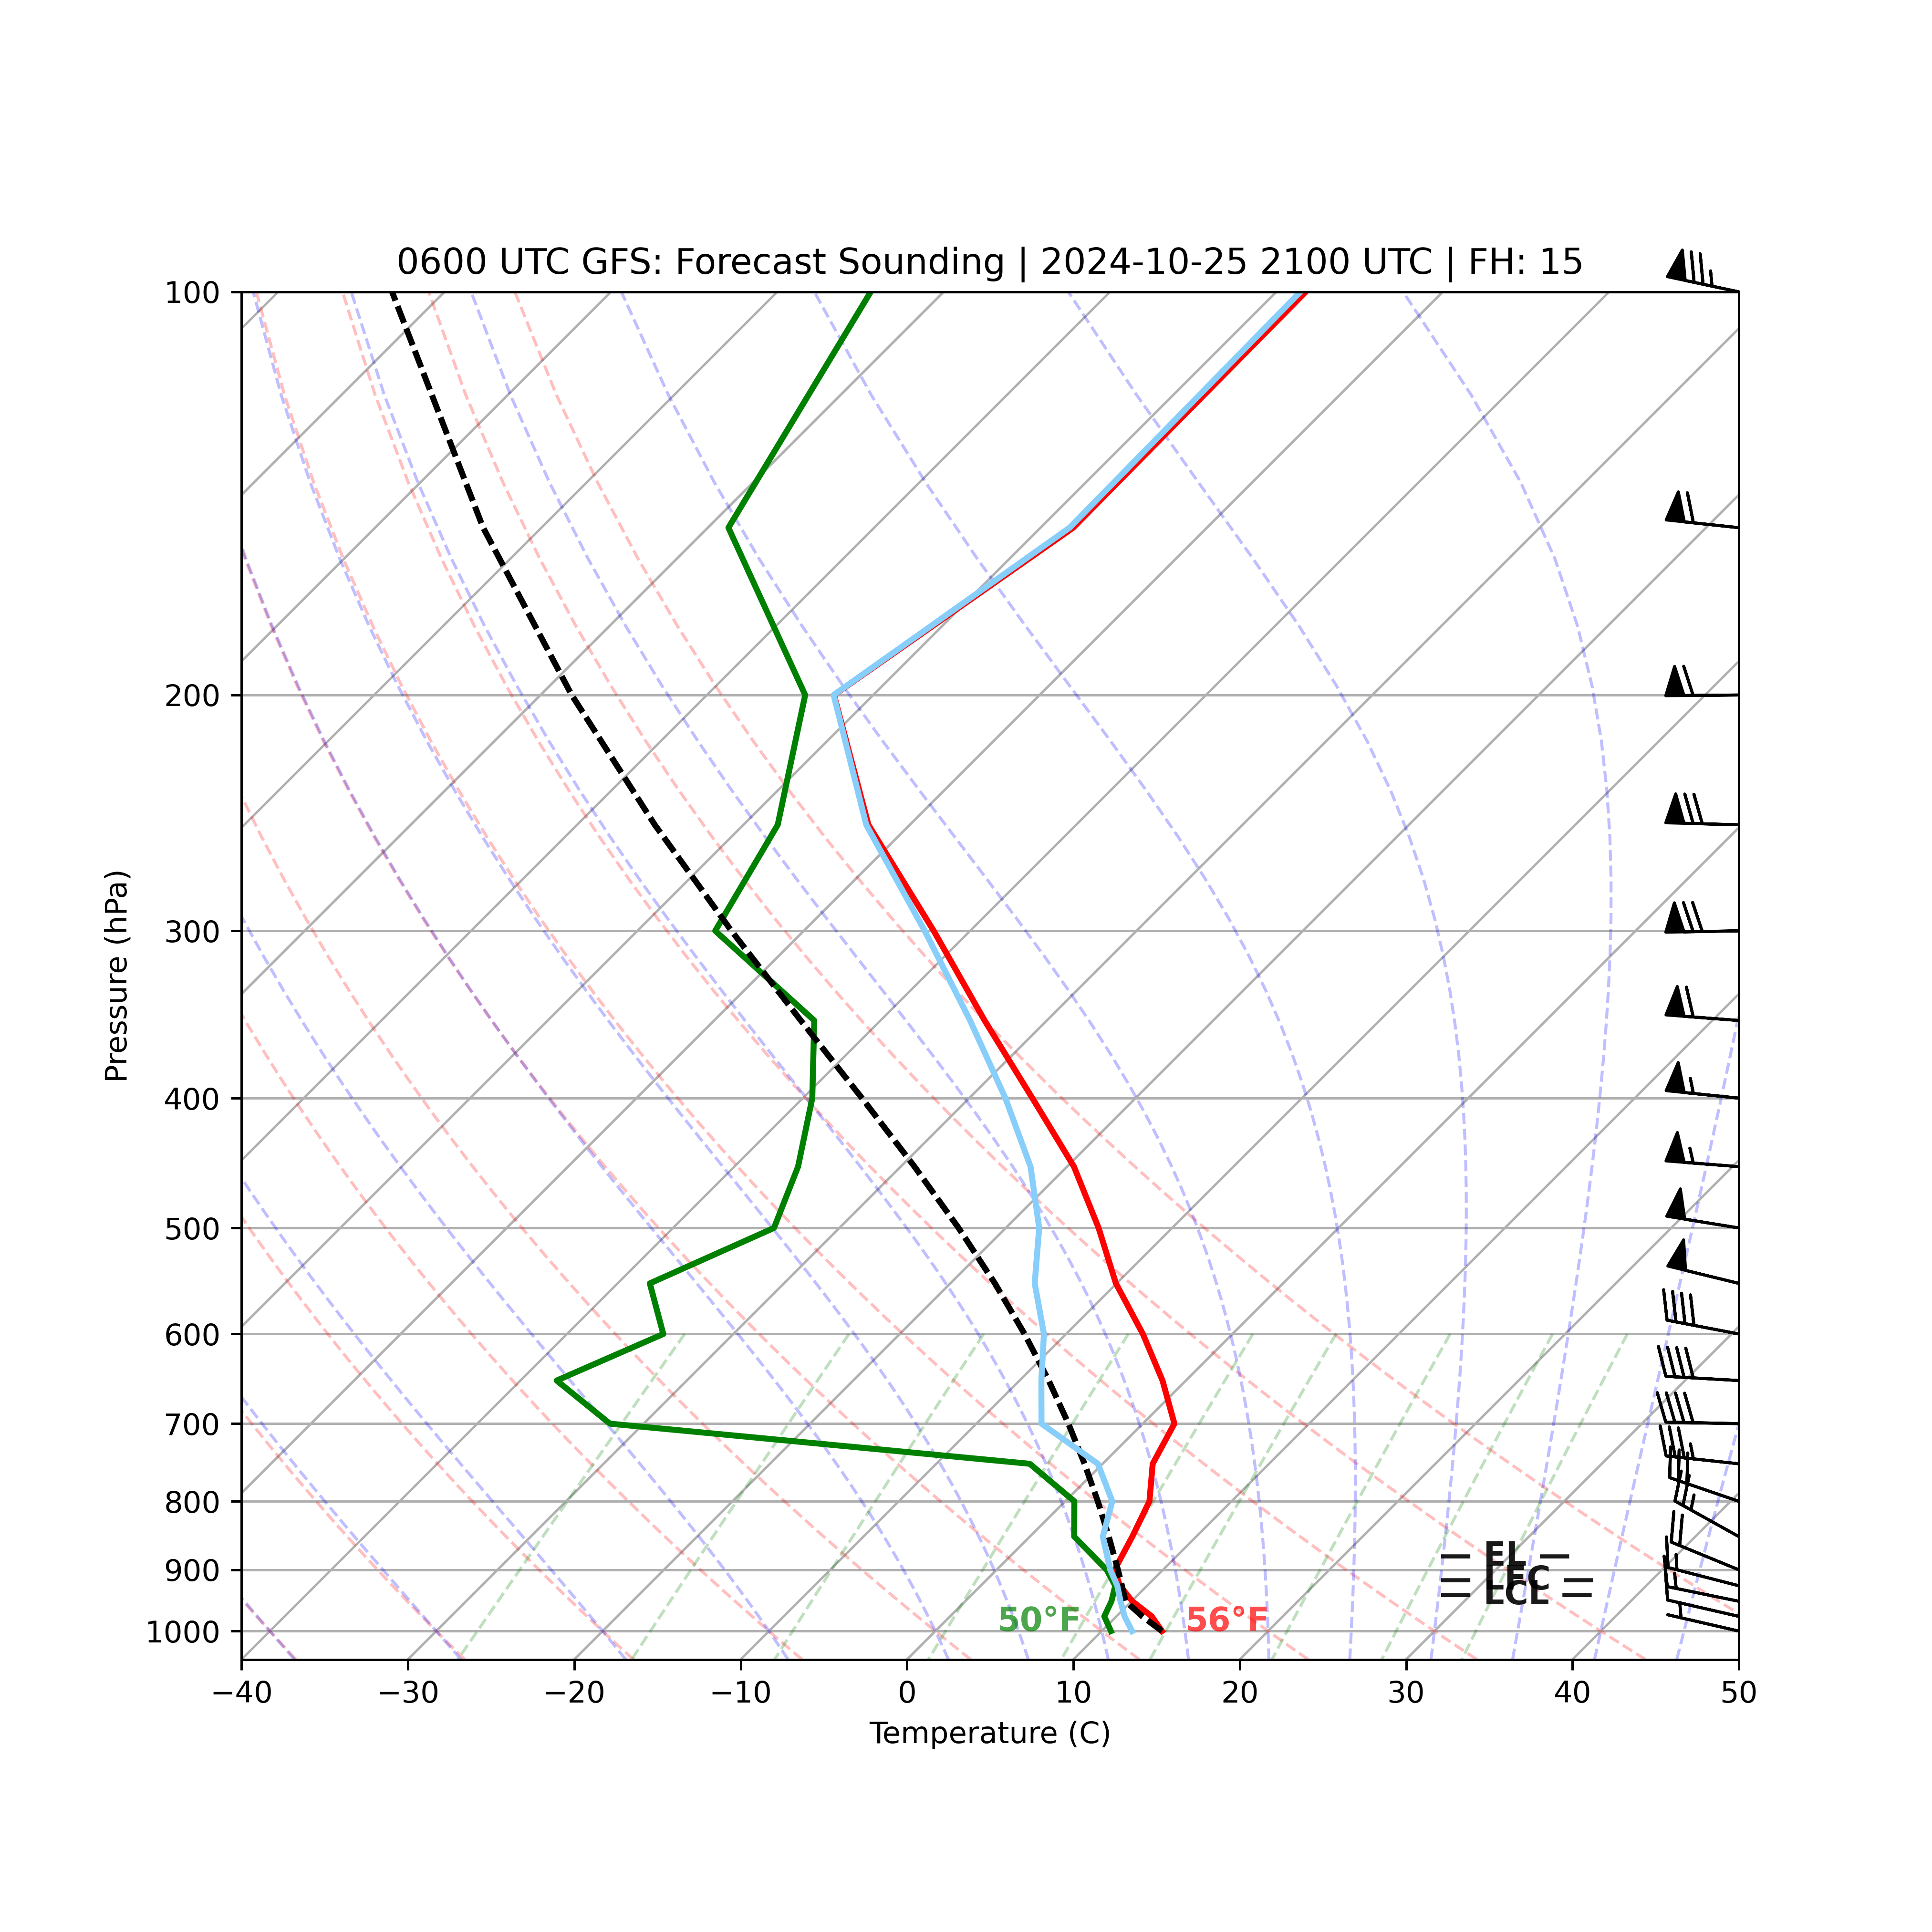 0600 UTC GFS: Forecast Sounding | 2024-10-25 2100 UTC | FH: 15
100
200
300
400
500
600
700
800
900
1000
Pressure (hPa)
— EL —
— LFC —
— LCL —
50°F
56°F
−40
−30
−20
−10
0
10
20
30
40
50
Temperature (C)